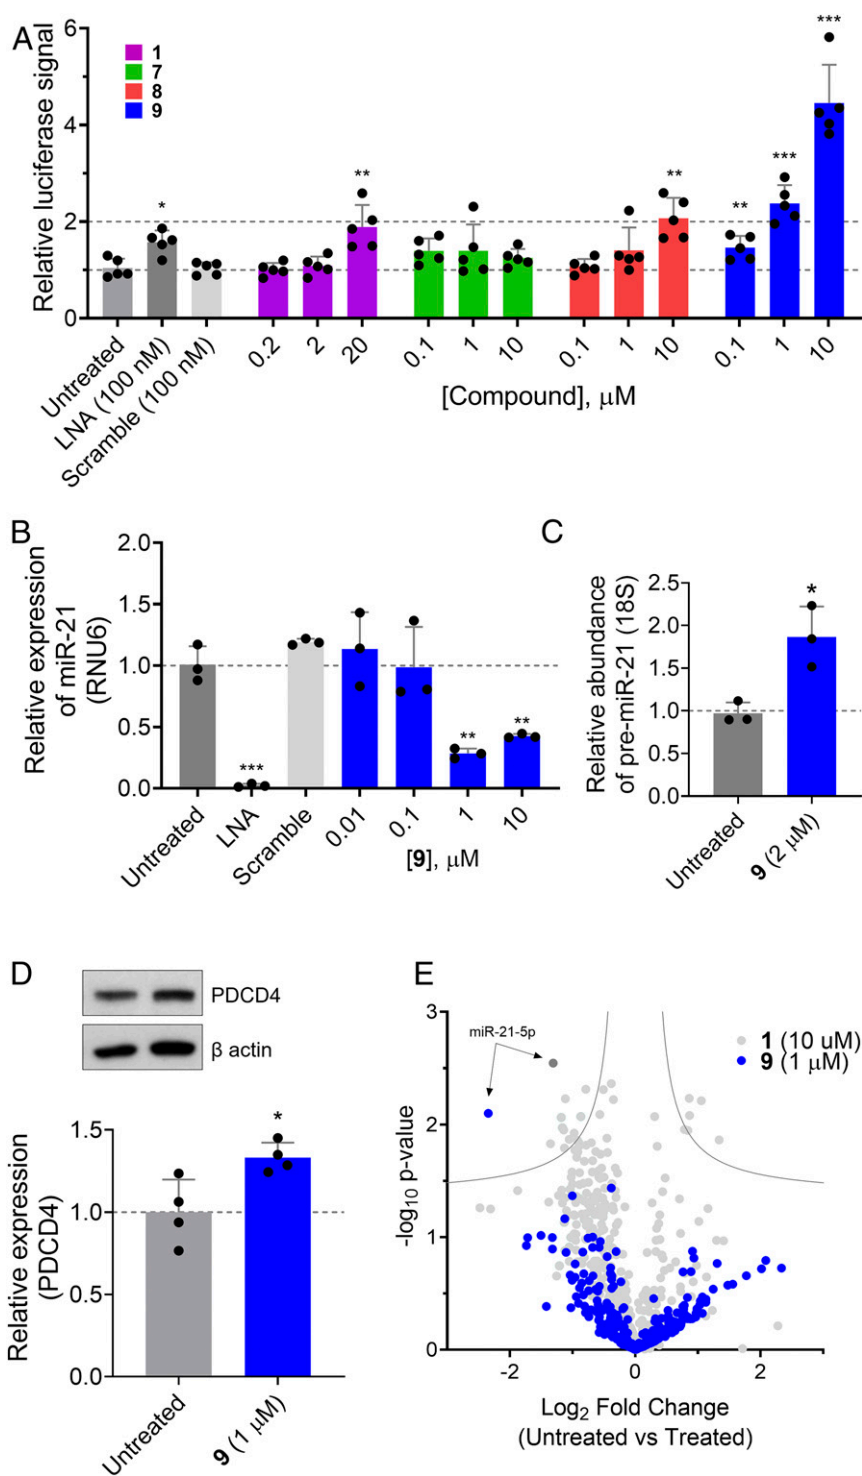 A
Relative luciferase signal
6
4
2
0
1
7
8
9
*
**
**
**
***
***
Untreated
LNA (100 nM)
Scramble (100 nM)
0.2
2
20
0.1
1
10
0.1
1
10
0.1
1
10
[Compound], μM
B
Relative expression
of miR-21
(RNU6)
2.0
1.5
1.0
0.5
0.0
***
**
**
Untreated
LNA
Scramble
0.01
0.1
1
10
[9], μM
C
Relative abundance
of pre-miR-21 (18S)
2.5
2.0
1.5
1.0
0.5
0.0
*
Untreated
9 (2 μM)
D
PDCD4
β actin
Relative expression
(PDCD4)
1.5
1.0
0.5
0.0
*
Untreated
9 (1 μM)
E
-log10 p-value
3
2
1
0
miR-21-5p
1 (10 uM)
9 (1 μM)
-2
0
2
Log2 Fold Change
(Untreated vs Treated)